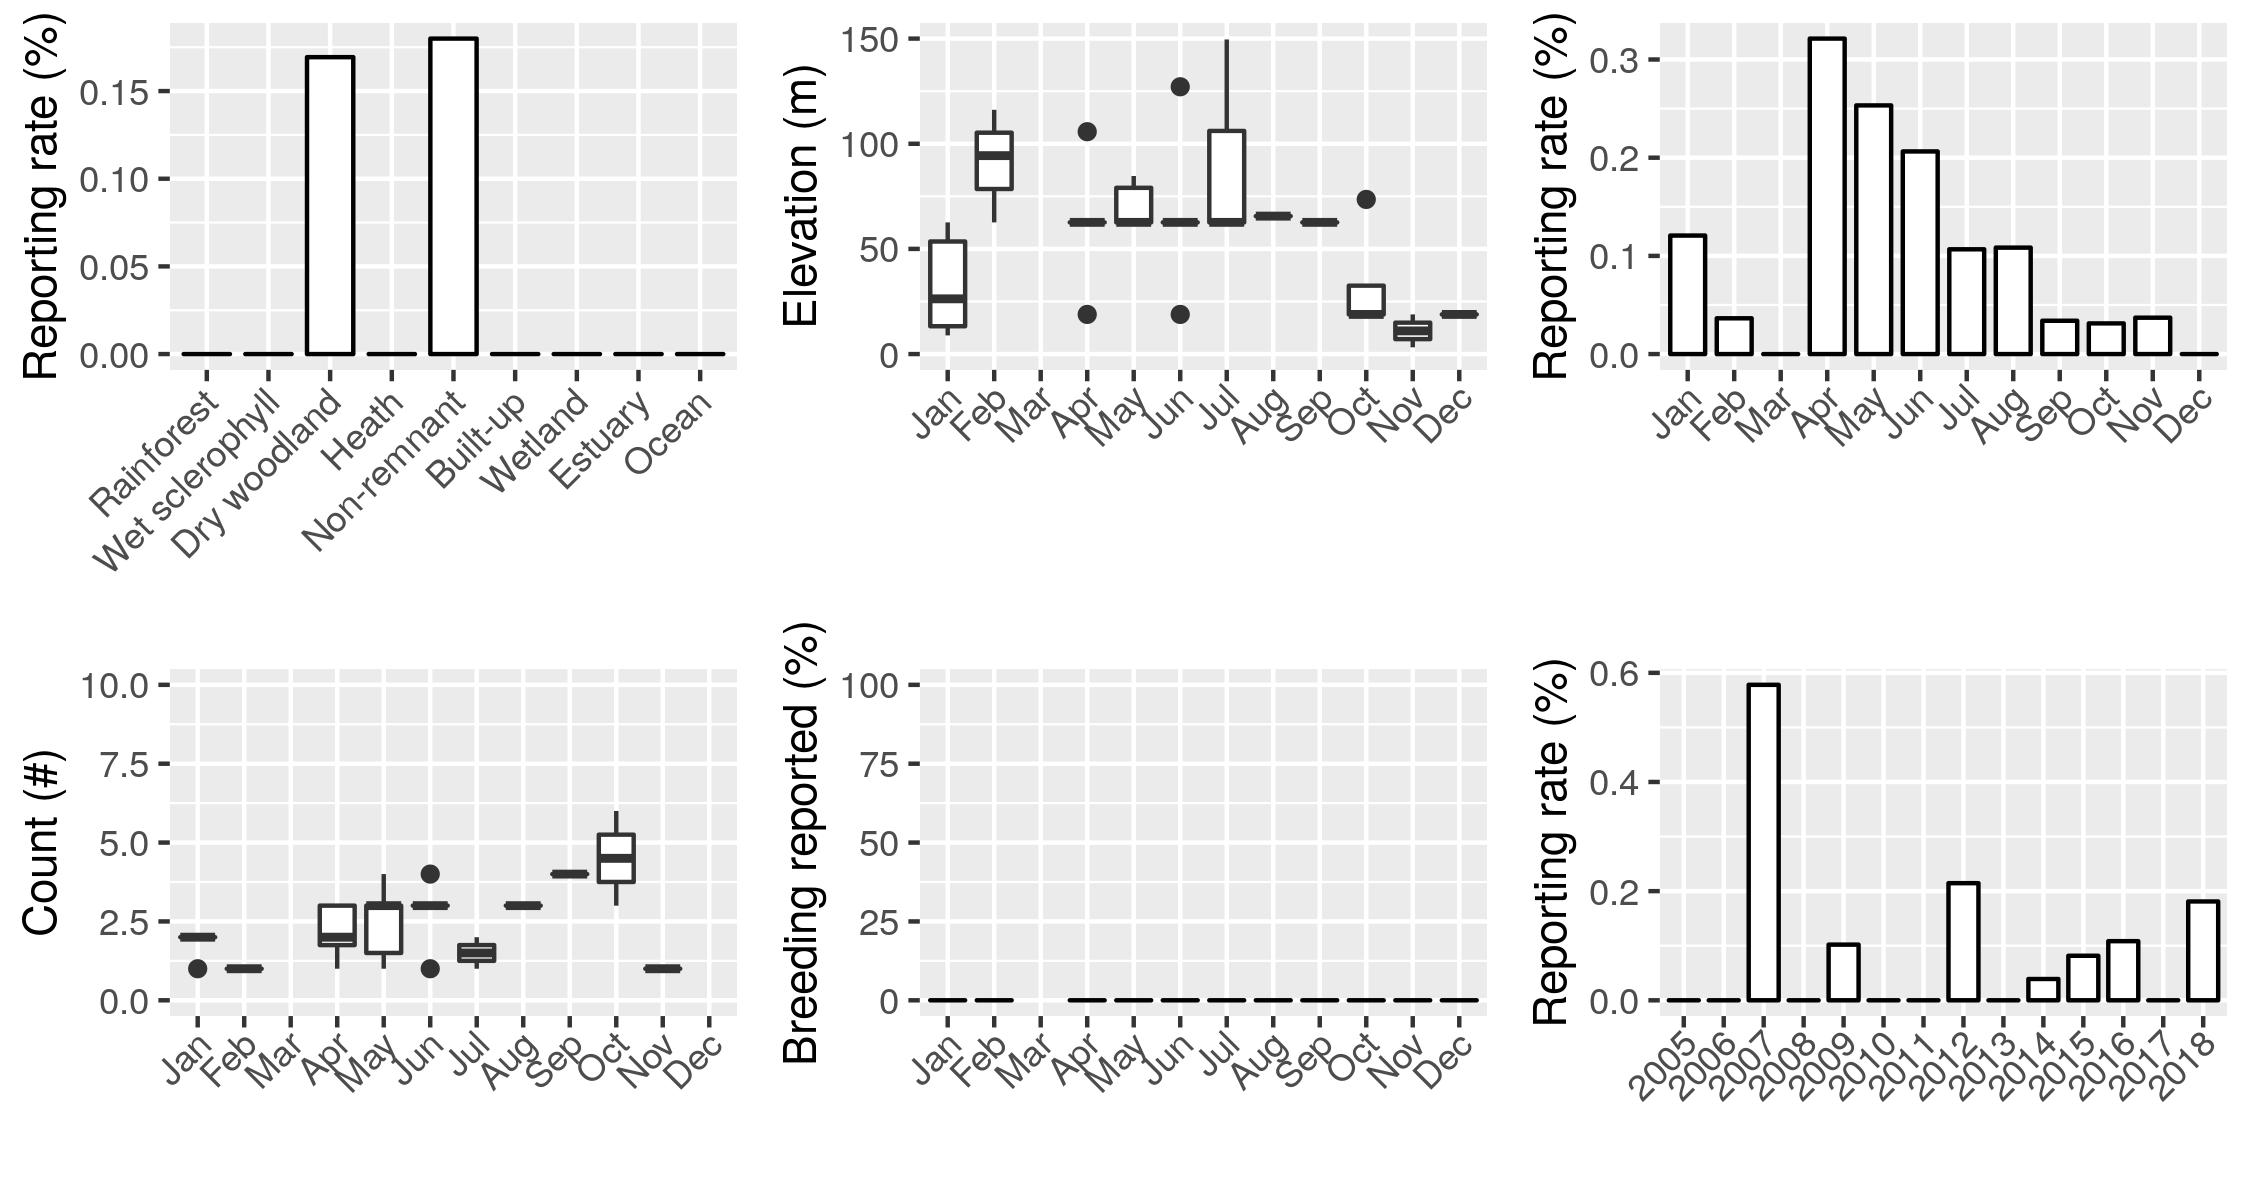 Reporting rate (%)
0.15
0.10
0.05
0.00
Rainforest
Wet sclerophyll
Dry woodland
Heath
Non-remnant
Built-up
Wetland
Estuary
Ocean
Elevation (m)
150
100
50
0
Jan
Feb
Mar
Apr
May
Jun
Jul
Aug
Sep
Oct
Nov
Dec
Reporting rate (%)
0.3
0.2
0.1
0.0
Jan
Feb
Mar
Apr
May
Jun
Jul
Aug
Sep
Oct
Nov
Dec
Count (#)
10.0
7.5
5.0
2.5
0.0
Jan
Feb
Mar
Apr
May
Jun
Jul
Aug
Sep
Oct
Nov
Dec
Breeding reported (%)
100
75
50
25
0
Jan
Feb
Mar
Apr
May
Jun
Jul
Aug
Sep
Oct
Nov
Dec
Reporting rate (%)
0.6
0.4
0.2
0.0
2005
2006
2007
2008
2009
2010
2011
2012
2013
2014
2015
2016
2017
2018